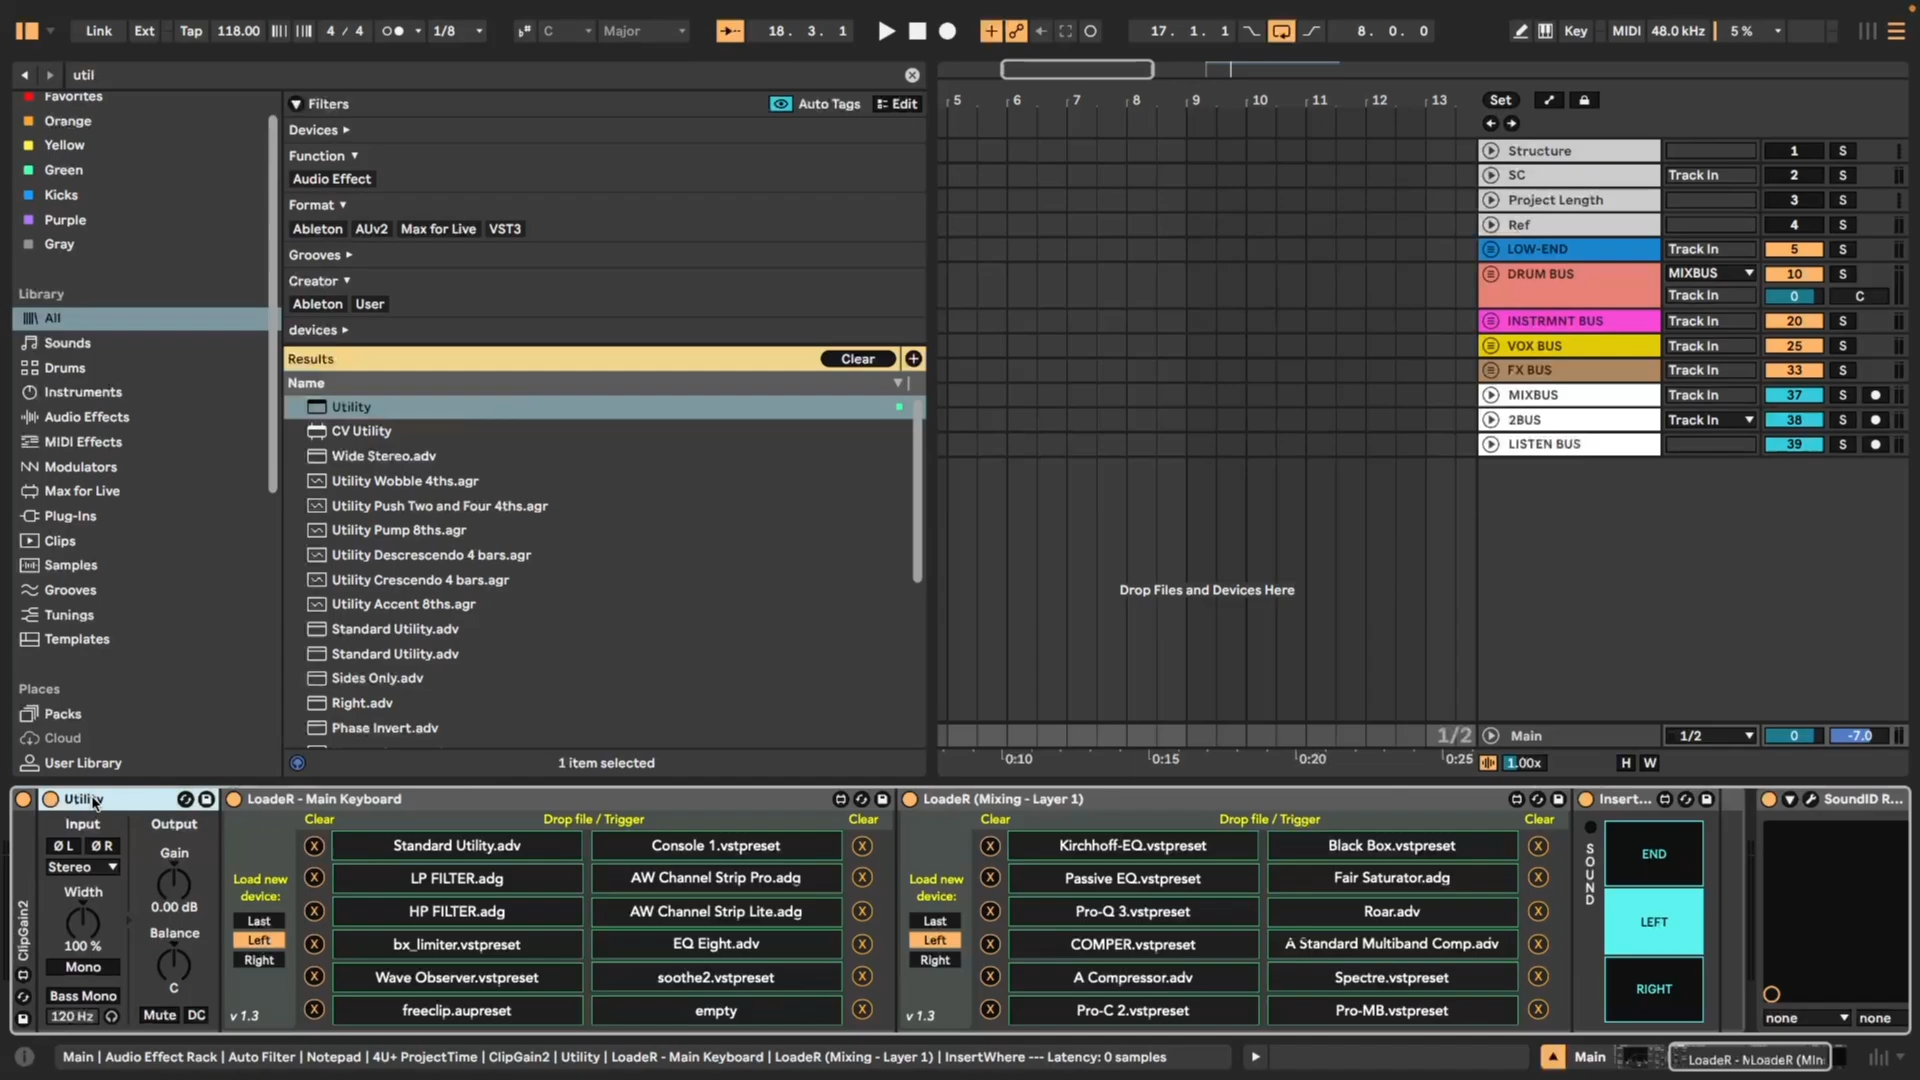 Link Ext Tap 118.00 4 / 4 1/8 C Major 18. 3. 1 17. 1. 1 8. 0. 0 Key MIDI 48.0 kHz 5 %
util
Favorites
Orange
Yellow
Green
Kicks
Purple
Gray
Library
All
Sounds
Drums
Instruments
Audio Effects
MIDI Effects
Modulators
Max for Live
Plug-Ins
Clips
Samples
Grooves
Tunings
Templates
Places
Packs
Cloud
User Library
Filters Auto Tags Edit
Devices
Function
Audio Effect
Format
Ableton AUv2 Max for Live VST3
Grooves
Creator
Ableton User
devices
Results Clear
Name
Utility
CV Utility
Wide Stereo.adv
Utility Wobble 4ths.agr
Utility Push Two and Four 4ths.agr
Utility Pump 8ths.agr
Utility Descrescendo 4 bars.agr
Utility Crescendo 4 bars.agr
Utility Accent 8ths.agr
Standard Utility.adv
Standard Utility.adv
Sides Only.adv
Right.adv
Phase Invert.adv
1 item selected
5 6 7 8 9 10 11 12 13 Set
Structure 1 S
SC Track In 2 S
Project Length 3 S
Ref 4 S
LOW-END Track In 5 S
DRUM BUS MIXBUS 10 S
Track In 0 C
INSTRMNT BUS Track In 20 S
VOX BUS Track In 25 S
FX BUS Track In 33 S
MIXBUS Track In 37 S
2BUS Track In 38 S
LISTEN BUS 39 S
Drop Files and Devices Here
1/2 Main 1/2 0 -7.0
0:10 0:15 0:20 0:25 1.00x H W
ClipGain2
Utility
Input Output
Ø L Ø R Gain
Stereo
Width 0.00 dB
100 % Balance
Mono C
Bass Mono
120 Hz Mute DC
LoadeR - Main Keyboard
Clear Drop file / Trigger Clear
Load new device:
Last
Left
Right
v 1.3
X Standard Utility.adv Console 1.vstpreset X
X LP FILTER.adg AW Channel Strip Pro.adg X
X HP FILTER.adg AW Channel Strip Lite.adg X
X bx_limiter.vstpreset EQ Eight.adv X
X Wave Observer.vstpreset soothe2.vstpreset X
X freeclip.aupreset empty X
LoadeR (Mixing - Layer 1)
Clear Drop file / Trigger Clear
Load new device:
Last
Left
Right
v 1.3
X Kirchhoff-EQ.vstpreset Black Box.vstpreset X
X Passive EQ.vstpreset Fair Saturator.adg X
X Pro-Q 3.vstpreset Roar.adv X
X COMPER.vstpreset A Standard Multiband Comp.adv X
X A Compressor.adv Spectre.vstpreset X
X Pro-C 2.vstpreset Pro-MB.vstpreset X
Insert...
SOUND
END
LEFT
RIGHT
SoundID R...
none none
Main | Audio Effect Rack | Auto Filter | Notepad | 4U+ ProjectTime | ClipGain2 | Utility | LoadeR - Main Keyboard | LoadeR (Mixing - Layer 1) | InsertWhere --- Latency: 0 samples
Main